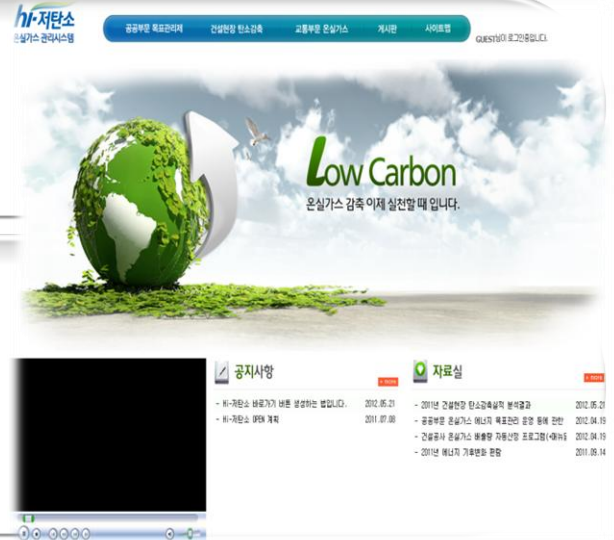 hi-저탄소
온실가스 관리시스템
공공부문 목표관리제 건설현장 탄소감축 교통부문 온실가스 게시판 사이트맵
GUEST님이 로그인중입니다.
Low Carbon
온실가스 감축 이제 실천할 때 입니다.
공지사항
- Hi-저탄소 바로가기 버튼 생성하는 법입니다. 2012.05.21
- Hi-저탄소 OPEN 계획 2011.07.08
자료실
- 2011년 건설현장 탄소감축실적 분석결과 2012.05.21
- 공공부문 온실가스 에너지 목표관리 운영 등에 관한 2012.04.19
- 건설공사 온실가스 배출량 자동산정 프로그램 2012.04.19
- 2011년 에너지 기후변화 편람 2011.09.14